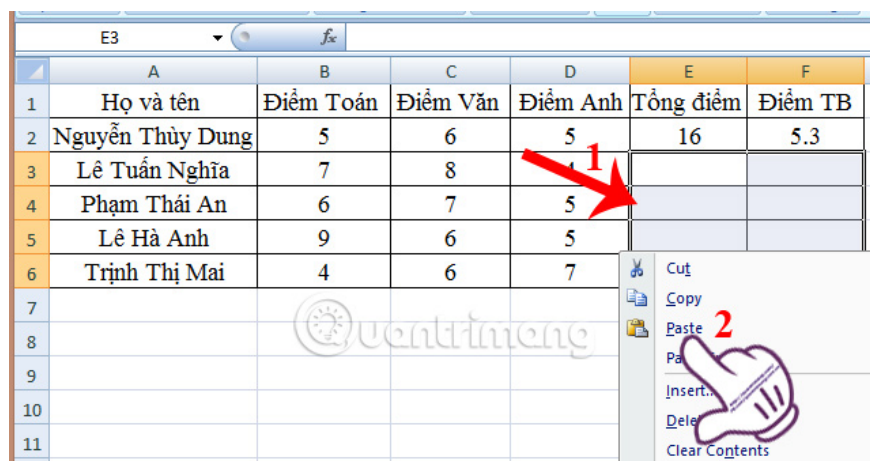 E3 fx
A B C D E F
1 Họ và tên Điểm Toán Điểm Văn Điểm Anh Tổng điểm Điểm TB
2 Nguyễn Thùy Dung 5 6 5 16 5.3
3 Lê Tuấn Nghĩa 7 8 1
4 Phạm Thái An 6 7 5
5 Lê Hà Anh 9 6 5
6 Trịnh Thị Mai 4 6 7
Cut
Copy
Paste 2
Insert...
Clear Contents
7
8
9
10
11
Quantrimang